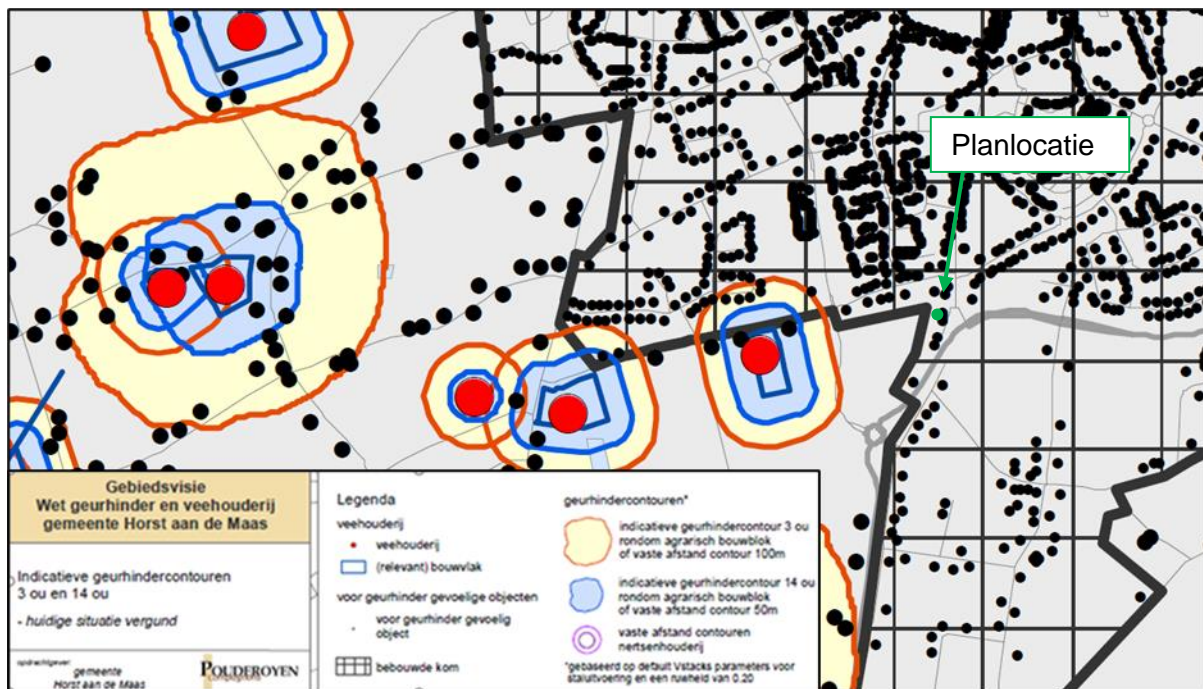 Planlocatie
Gebiedsvisie
Wet geurhinder en veehouderij
gemeente Horst aan de Maas
Indicatieve geurhindercontouren
3 ou en 14 ou
- huidige situatie vergund
opdrachtgever:
gemeente
Horst aan de Maas
POUDEROYEN
compagnons
Legenda
veehouderij
veehouderij
(relevant) bouwvlak
voor geurhinder gevoelige objecten
voor geurhinder gevoelig
object
bebouwde kom
geurhindercontouren*
indicatieve geurhindercontour 3 ou
rondom agrarisch bouwblok
of vaste afstand contour 100m
indicatieve geurhindercontour 14 ou
rondom agrarisch bouwblok
of vaste afstand contour 50m
vaste afstand contouren
nertsenhouderij
*gebaseerd op default Vstacks parameters voor
staluitvoering en een ruwheid van 0.20